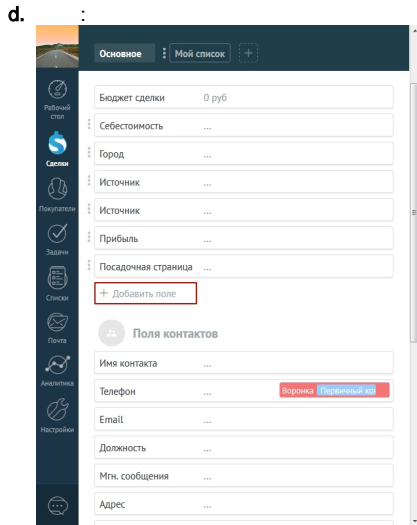 d. :
Основное Мой список +
Рабочий стол
Сделки
Покупатели
Задачи
Списки
Почта
Аналитика
Настройки
Бюджет сделки 0 руб
Себестоимость ...
Город ...
Источник ...
Источник ...
Прибыль ...
Посадочная страница ...
+ Добавить поле
Поля контактов
Имя контакта ...
Телефон ... Воронка Первичный ко
Email ...
Должность ...
Мгн. сообщения ...
Адрес ...